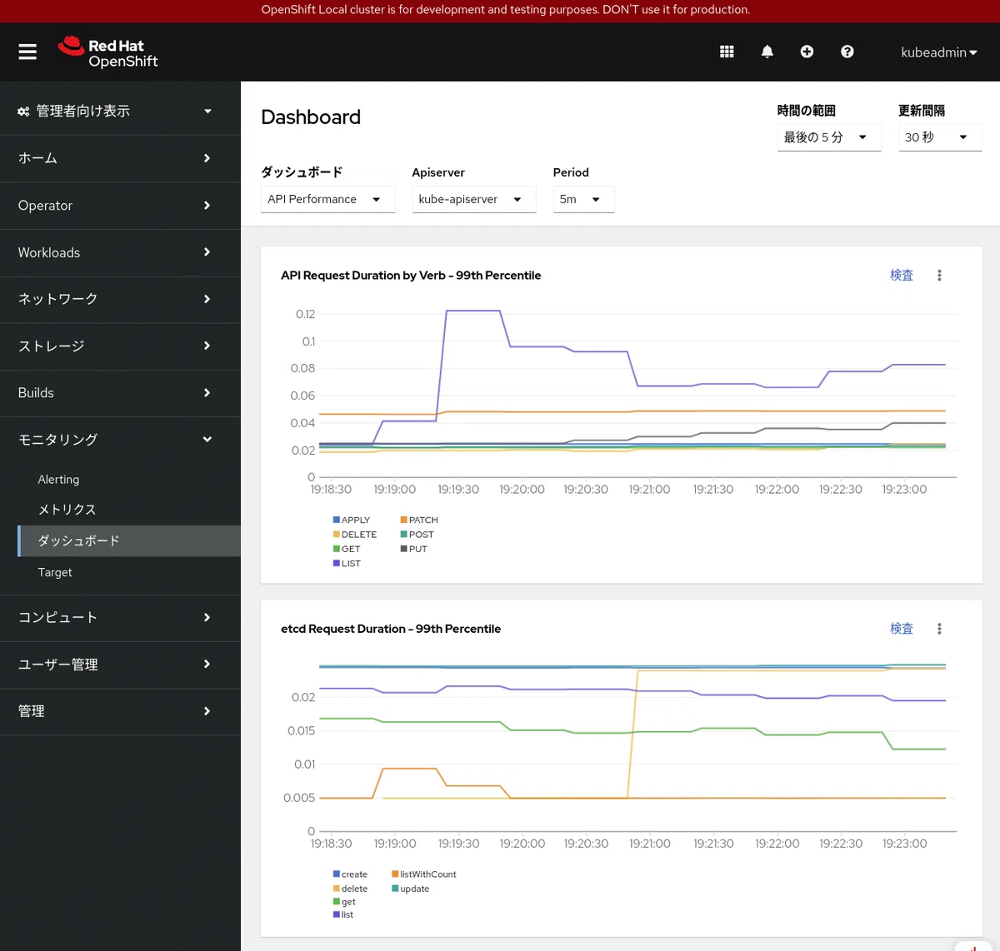 OpenShift Local cluster is for development and testing purposes. DON'T use it for production.
Red Hat
OpenShift
kubeadmin
管理者向け表示
ホーム
Operator
Workloads
ネットワーク
ストレージ
Builds
モニタリング
Alerting
メトリクス
ダッシュボード
Target
コンピュート
ユーザー管理
管理
Dashboard
時間の範囲
最後の 5 分
更新間隔
30 秒
ダッシュボード
API Performance
Apiserver
kube-apiserver
Period
5m
API Request Duration by Verb - 99th Percentile
検査
0.12
0.1
0.08
0.06
0.04
0.02
0
19:18:30 19:19:00 19:19:30 19:20:00 19:20:30 19:21:00 19:21:30 19:22:00 19:22:30 19:23:00
APPLY PATCH
DELETE POST
GET PUT
LIST
etcd Request Duration - 99th Percentile
検査
0.02
0.015
0.01
0.005
0
19:18:30 19:19:00 19:19:30 19:20:00 19:20:30 19:21:00 19:21:30 19:22:00 19:22:30 19:23:00
create listWithCount
delete update
get
list